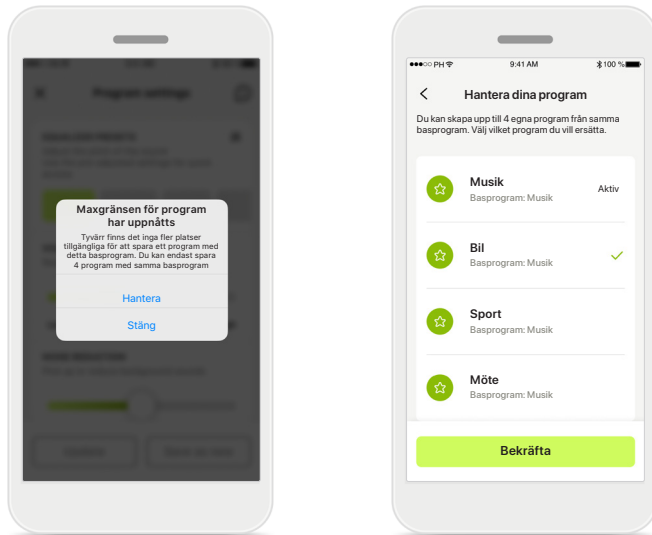 Program settings
Maxgränsen för program
har uppnåtts
Tyvärr finns det inga fler platser
tillgängliga för att spara ett program med
detta basprogram. Du kan endast spara
4 program med samma basprogram
Hantera
Stäng
PH
9:41 AM
100 %
Hantera dina program
Du kan skapa upp till 4 egna program från samma
basprogram. Välj vilket program du vill ersätta.
Musik
Basprogram: Musik
Aktiv
Bil
Basprogram: Musik
Sport
Basprogram: Musik
Möte
Basprogram: Musik
Bekräfta